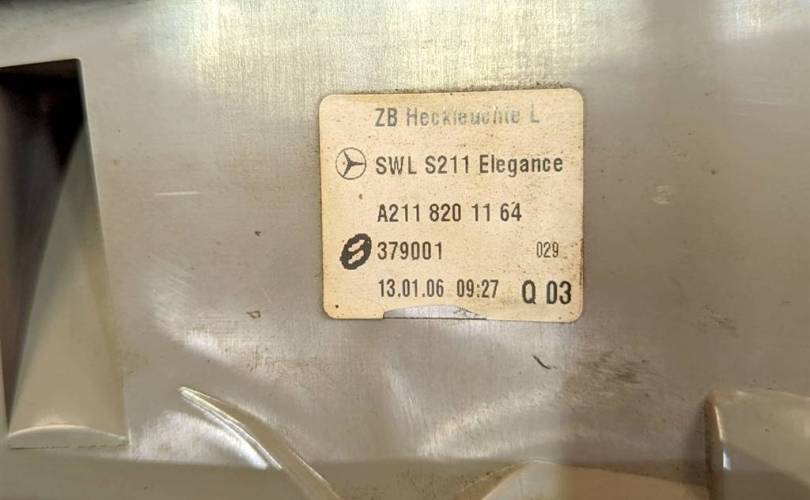 ZB Heckleuchte L
SWL S211 Elegance
A211 820 11 64
379001 029
13.01.06 09:27 Q 03